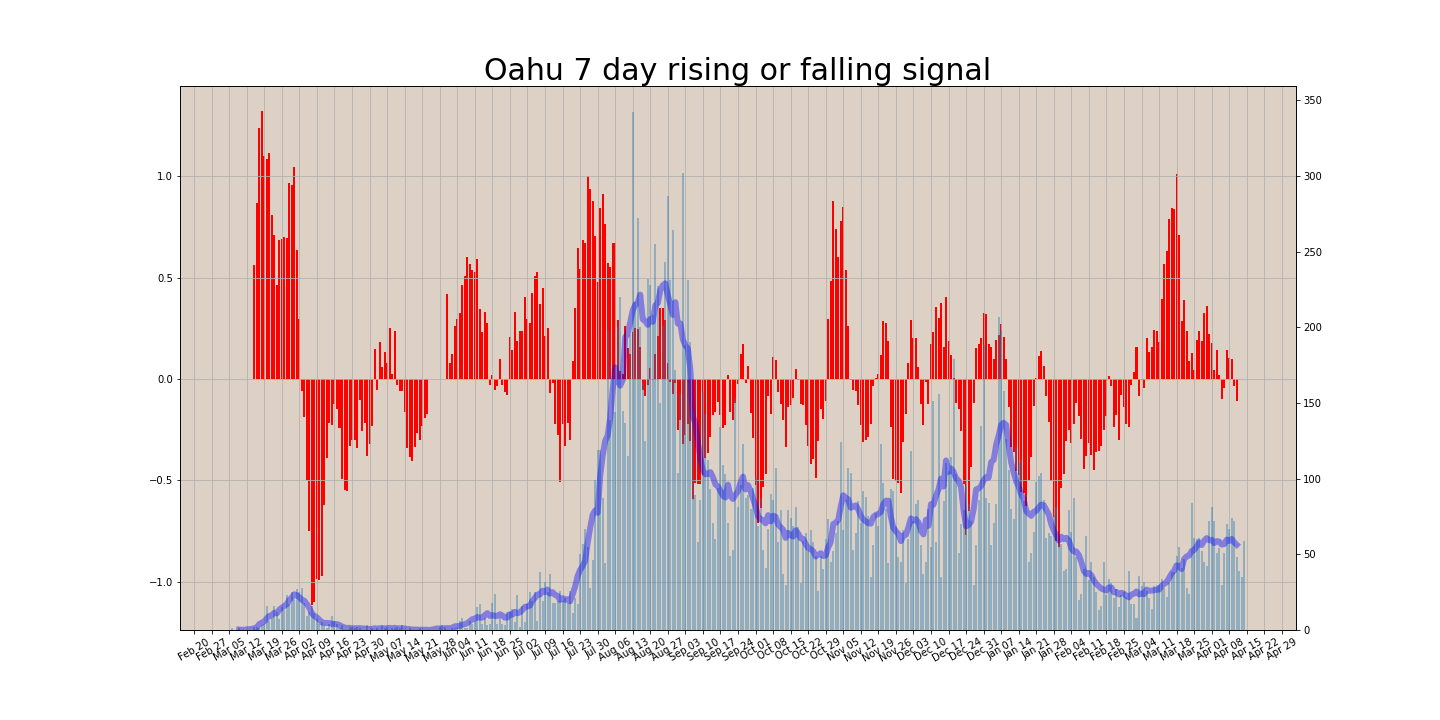 Oahu 7 day rising or falling signal
1.0
0.5
0.0
−0.5
−1.0
350
300
250
200
150
100
50
0
Feb 20
Feb 27
Mar 05
Mar 12
Mar 19
Mar 26
Apr 02
Apr 09
Apr 16
Apr 23
Apr 30
May 07
May 14
May 21
May 28
Jun 04
Jun 11
Jun 18
Jun 25
Jul 02
Jul 09
Jul 16
Jul 23
Jul 30
Aug 06
Aug 13
Aug 20
Aug 27
Sep 03
Sep 10
Sep 17
Sep 24
Oct 01
Oct 08
Oct 15
Oct 22
Oct 29
Nov 05
Nov 12
Nov 19
Nov 26
Dec 03
Dec 10
Dec 17
Dec 24
Dec 31
Jan 07
Jan 14
Jan 21
Jan 28
Feb 04
Feb 11
Feb 18
Feb 25
Mar 04
Mar 11
Mar 18
Mar 25
Apr 01
Apr 08
Apr 15
Apr 22
Apr 29